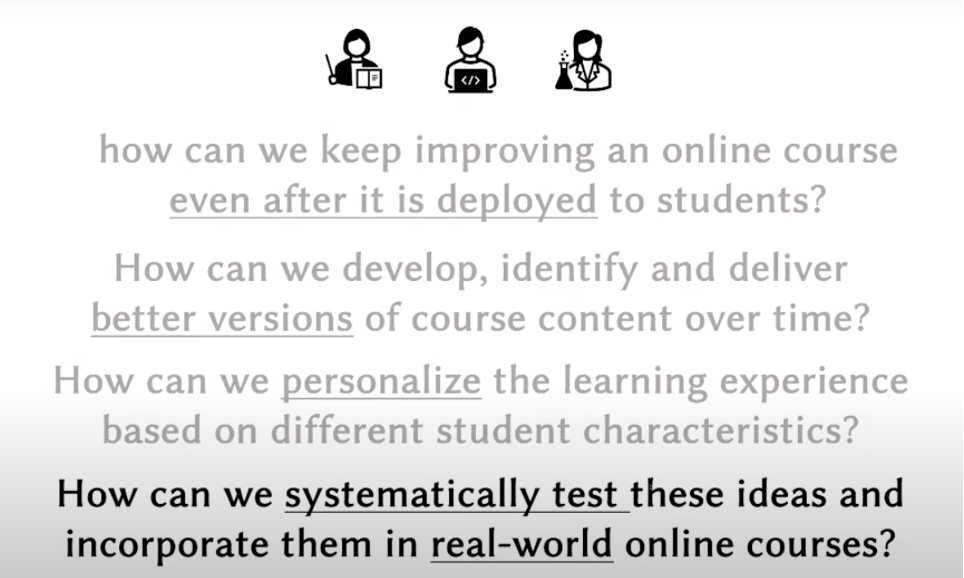 </>
how can we keep improving an online course
even after it is deployed to students?
How can we develop, identify and deliver
better versions of course content over time?
How can we personalize the learning experience
based on different student characteristics?
How can we systematically test these ideas and
incorporate them in real-world online courses?